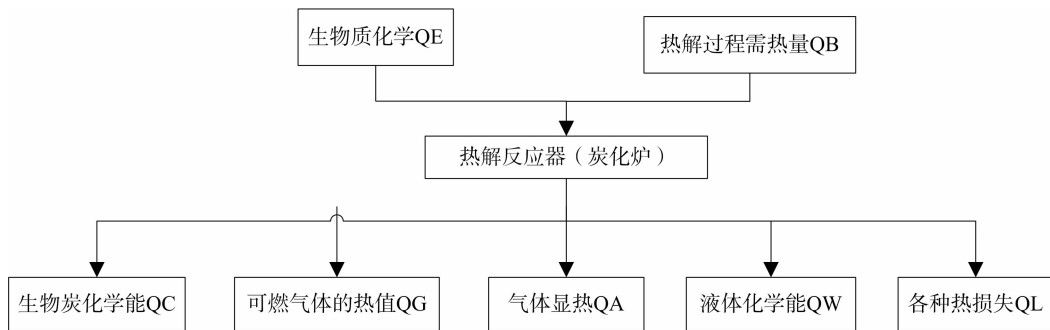 生物质化学QE
热解过程需热量QB
热解反应器（炭化炉）
生物炭化学能QC
可燃气体的热值QG
气体显热QA
液体化学能QW
各种热损失QL